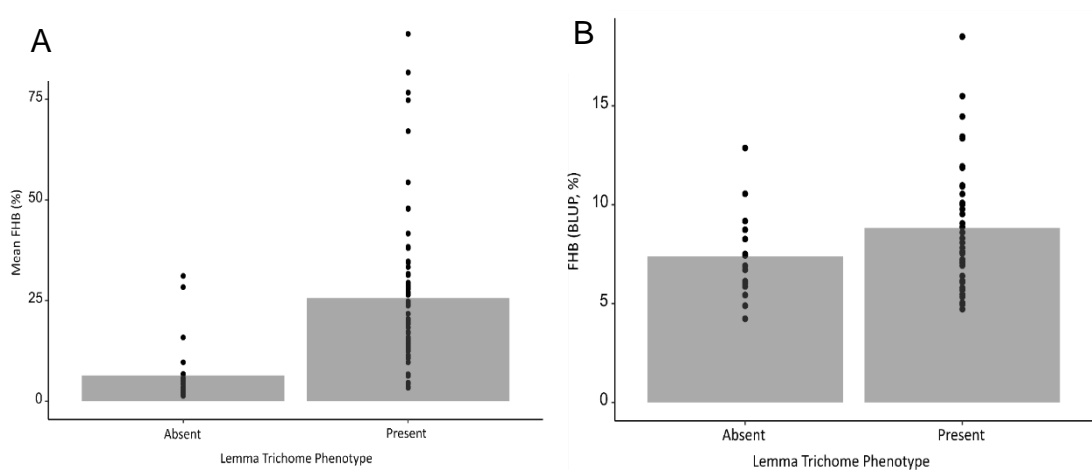 A
Mean FHB (%)
75
50
25
0
Absent
Present
Lemma Trichome Phenotype
B
FHB (BLUP, %)
15
10
5
0
Absent
Present
Lemma Trichome Phenotype